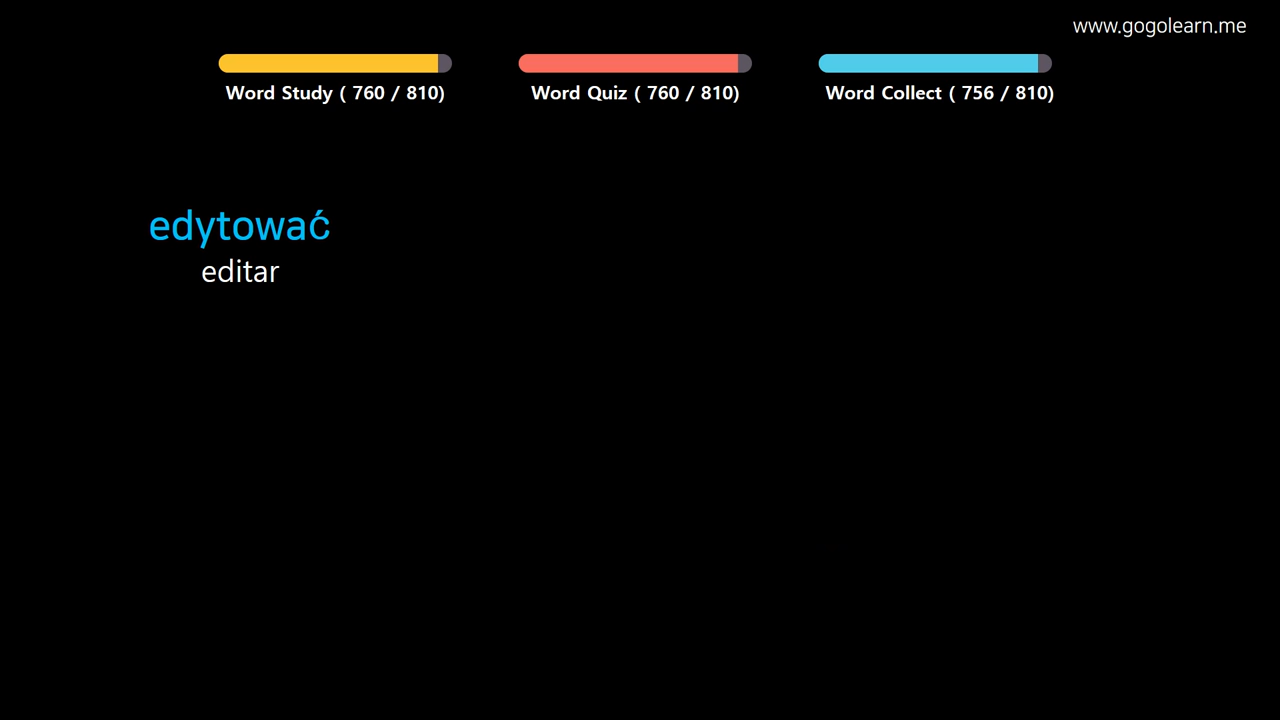 www.gogolearn.me
Word Study ( 760 / 810)
Word Quiz ( 760 / 810)
Word Collect ( 756 / 810)
edytować
editar